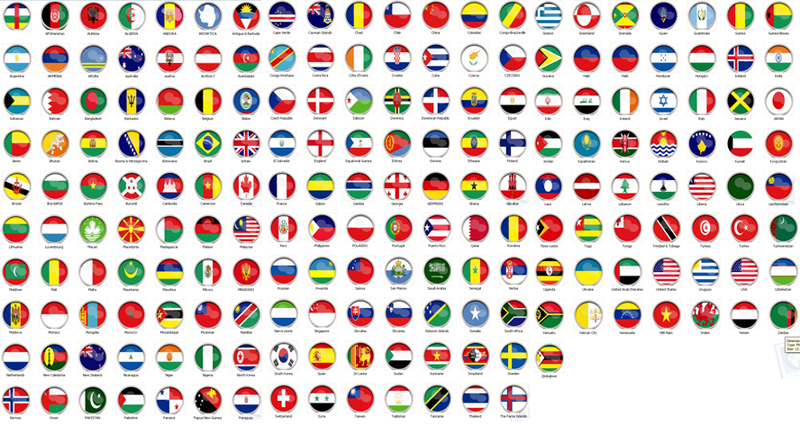 Afghanistan ALBANIA ALGERIA ANDORRA ANTARCTICA Antigua & Barbuda Cape Verde Cayman Islands Chad Chile China Colombia Congo-Brazzaville Greece Greenland Grenada Guam Guatemala Guinea Guinea-Bissau
Argentina ARMENIA Aruba Australia austria Azerbaijan Congo-Kinshasa Costa Rica Côte d'Ivoire Croatia Cuba Cyprus Guyana Haiti Honduras Hungary Iceland India
Bahamas Bahrain Bangladesh Barbados Belarus Belgium Belize Czech Republic Denmark Djibouti Dominica Dominican Republic Ecuador Egypt Iran Iraq Ireland Israel Italy Jamaica JAPAN
Benin Bhutan Bolivia Bosnia & Herzegovina Botswana Brazil Britain El Salvador England Equatorial Guinea Eritrea Estonia Ethiopia Finland Jordan Kazakhstan Kenya Kiribati Kosovo Kuwait Kyrgyzstan
Brunei BULGARIA Burkina Faso Burundi Cambodia Cameroon Canada France Gabon Gambia Georgia GERMANY Ghana Gibraltar Laos Latvia Lebanon Lesotho Liberia Libya Liechtenstein
Lithuania Luxembourg Macao Macedonia Madagascar Malawi Malaysia Peru Philippines POLAND Portugal Puerto Rico Qatar Romania Timor-Leste Togo Tonga Trinidad & Tobago Tunisia Turkey Turkmenistan
Maldives Mali Malta Mauritania Mauritius Mexico Russian Rwanda Samoa San Marino Saudi Arabia Senegal Serbia Uganda Ukraine United Arab Emirates United States Uruguay USA Uzbekistan
Moldova Monaco Mongolia Morocco Mozambique Myanmar Namibia Sierra Leone Singapore Slovakia Slovenia Solomon Islands Somalia South Africa Vanuatu Vatican City Venezuela Viet Nam Wales Yemen Zambia
Netherlands New Caledonia New Zealand Nicaragua Niger Nigeria North Korea South Korea Spain Sri Lanka Sudan Suriname Swaziland Sweden Zimbabwe
Norway Oman PAKISTAN Palestine Panama Papua New Guinea Paraguay Switzerland Syria Taiwan Tajikistan Tanzania Thailand The Faroe Islands